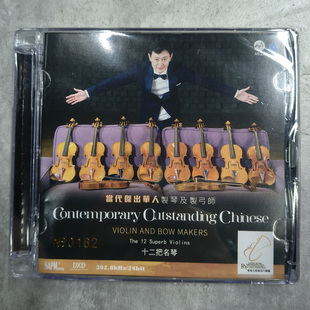 當代傑出華人製琴及製弓師
Contemporary Outstanding Chinese
VIOLIN AND BOW MAKERS
The 12 Superb Violins
Nº0162
十二把名琴
352.8kHz/24bit